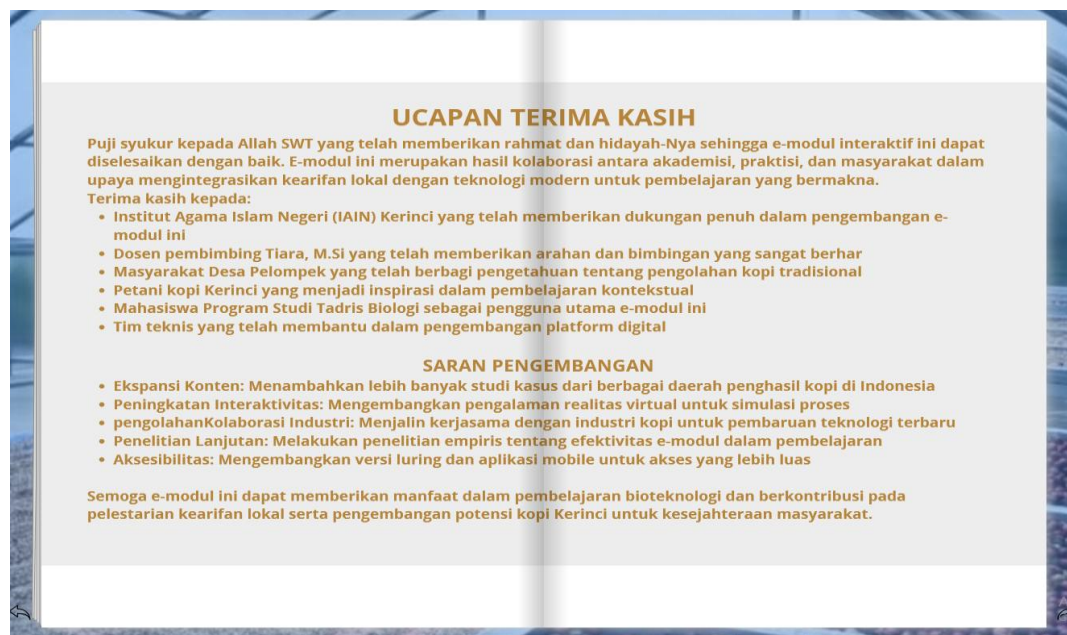 UCAPAN TERIMA KASIH
Puji syukur kepada Allah SWT yang telah memberikan rahmat dan hidayah-Nya sehingga e-modul interaktif ini dapat
diselesaikan dengan baik. E-modul ini merupakan hasil kolaborasi antara akademisi, praktisi, dan masyarakat dalam
upaya mengintegrasikan kearifan lokal dengan teknologi modern untuk pembelajaran yang bermakna.
Terima kasih kepada:
• Institut Agama Islam Negeri (IAIN) Kerinci yang telah memberikan dukungan penuh dalam pengembangan e-
modul ini
• Dosen pembimbing Tiara, M.Si yang telah memberikan arahan dan bimbingan yang sangat berhar
• Masyarakat Desa Pelompek yang telah berbagi pengetahuan tentang pengolahan kopi tradisional
• Petani kopi Kerinci yang menjadi inspirasi dalam pembelajaran kontekstual
• Mahasiswa Program Studi Tadris Biologi sebagai pengguna utama e-modul ini
• Tim teknis yang telah membantu dalam pengembangan platform digital
SARAN PENGEMBANGAN
• Ekspansi Konten: Menambahkan lebih banyak studi kasus dari berbagai daerah penghasil kopi di Indonesia
• Peningkatan Interaktivitas: Mengembangkan pengalaman realitas virtual untuk simulasi proses
• pengolahanKolaborasi Industri: Menjalin kerjasama dengan industri kopi untuk pembaruan teknologi terbaru
• Penelitian Lanjutan: Melakukan penelitian empiris tentang efektivitas e-modul dalam pembelajaran
• Aksesibilitas: Mengembangkan versi luring dan aplikasi mobile untuk akses yang lebih luas
Semoga e-modul ini dapat memberikan manfaat dalam pembelajaran bioteknologi dan berkontribusi pada
pelestarian kearifan lokal serta pengembangan potensi kopi Kerinci untuk kesejahteraan masyarakat.